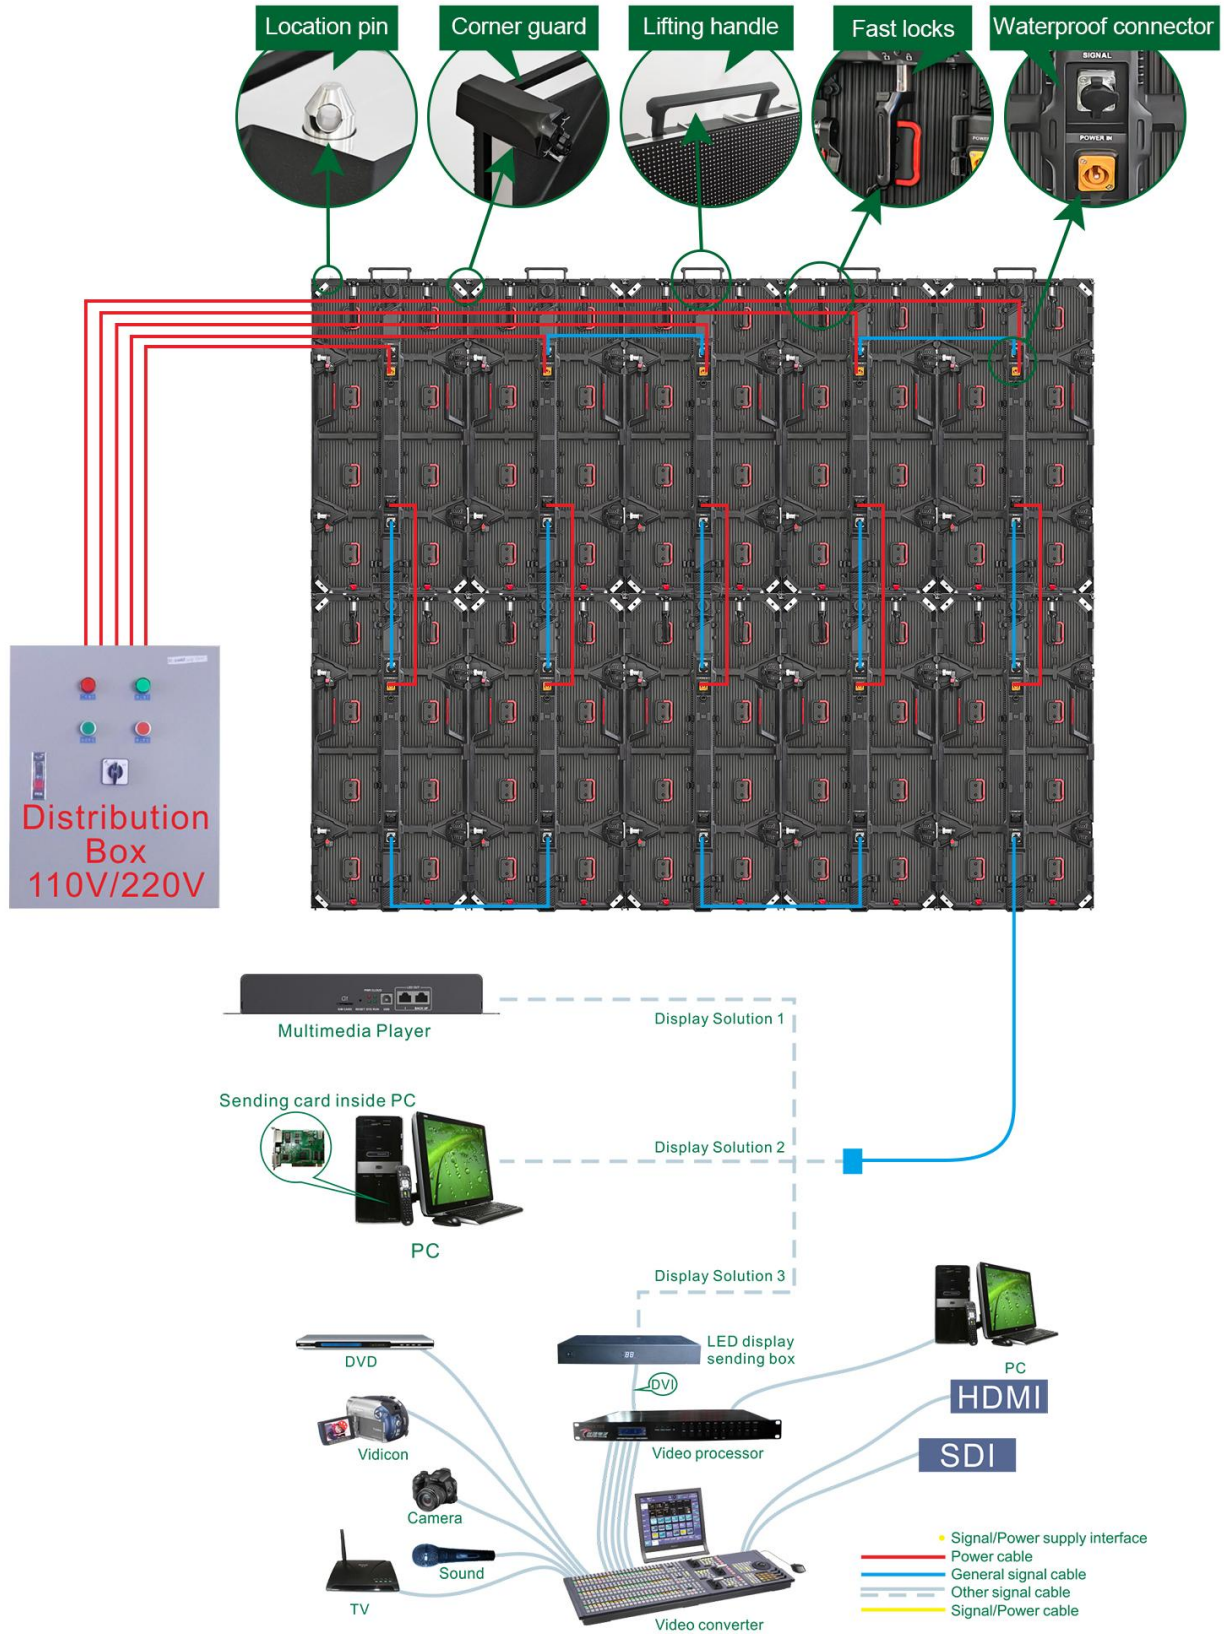 Location pin
Corner guard
Lifting handle
Fast locks
Waterproof connector
SIGNAL
POWER IN
Distribution
Box
110V/220V
Multimedia Player
Display Solution 1
Sending card inside PC
Display Solution 2
PC
Display Solution 3
LED display
sending box
DVD
DVI
PC
HDMI
Vidicon
Video processor
SDI
Camera
Sound
TV
Video converter
Signal/Power supply interface
Power cable
General signal cable
Other signal cable
Signal/Power cable